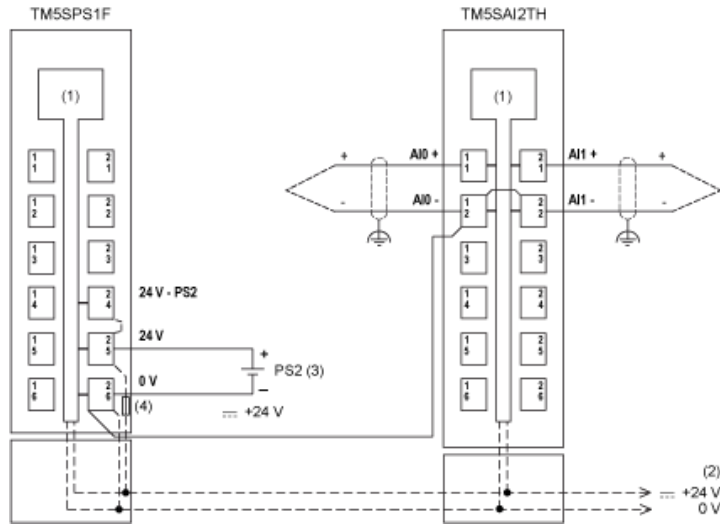 TM5SPS1F
TM5SAI2TH
(1)
(1)
+ AI0 + 1 1 2 1 AI1 + +
1 1 2 1
- AI0 - 1 2 2 2 AI1 - -
1 2 2 2
1 3 2 3
1 3 2 3
1 4 2 4 24 V - PS2
1 4 2 4
1 5 2 5 24 V
1 5 2 5
+
PS2 (3)
−
1 6 2 6 0 V
1 6 2 6
(4)
+24 V
(2)
+24 V
0 V